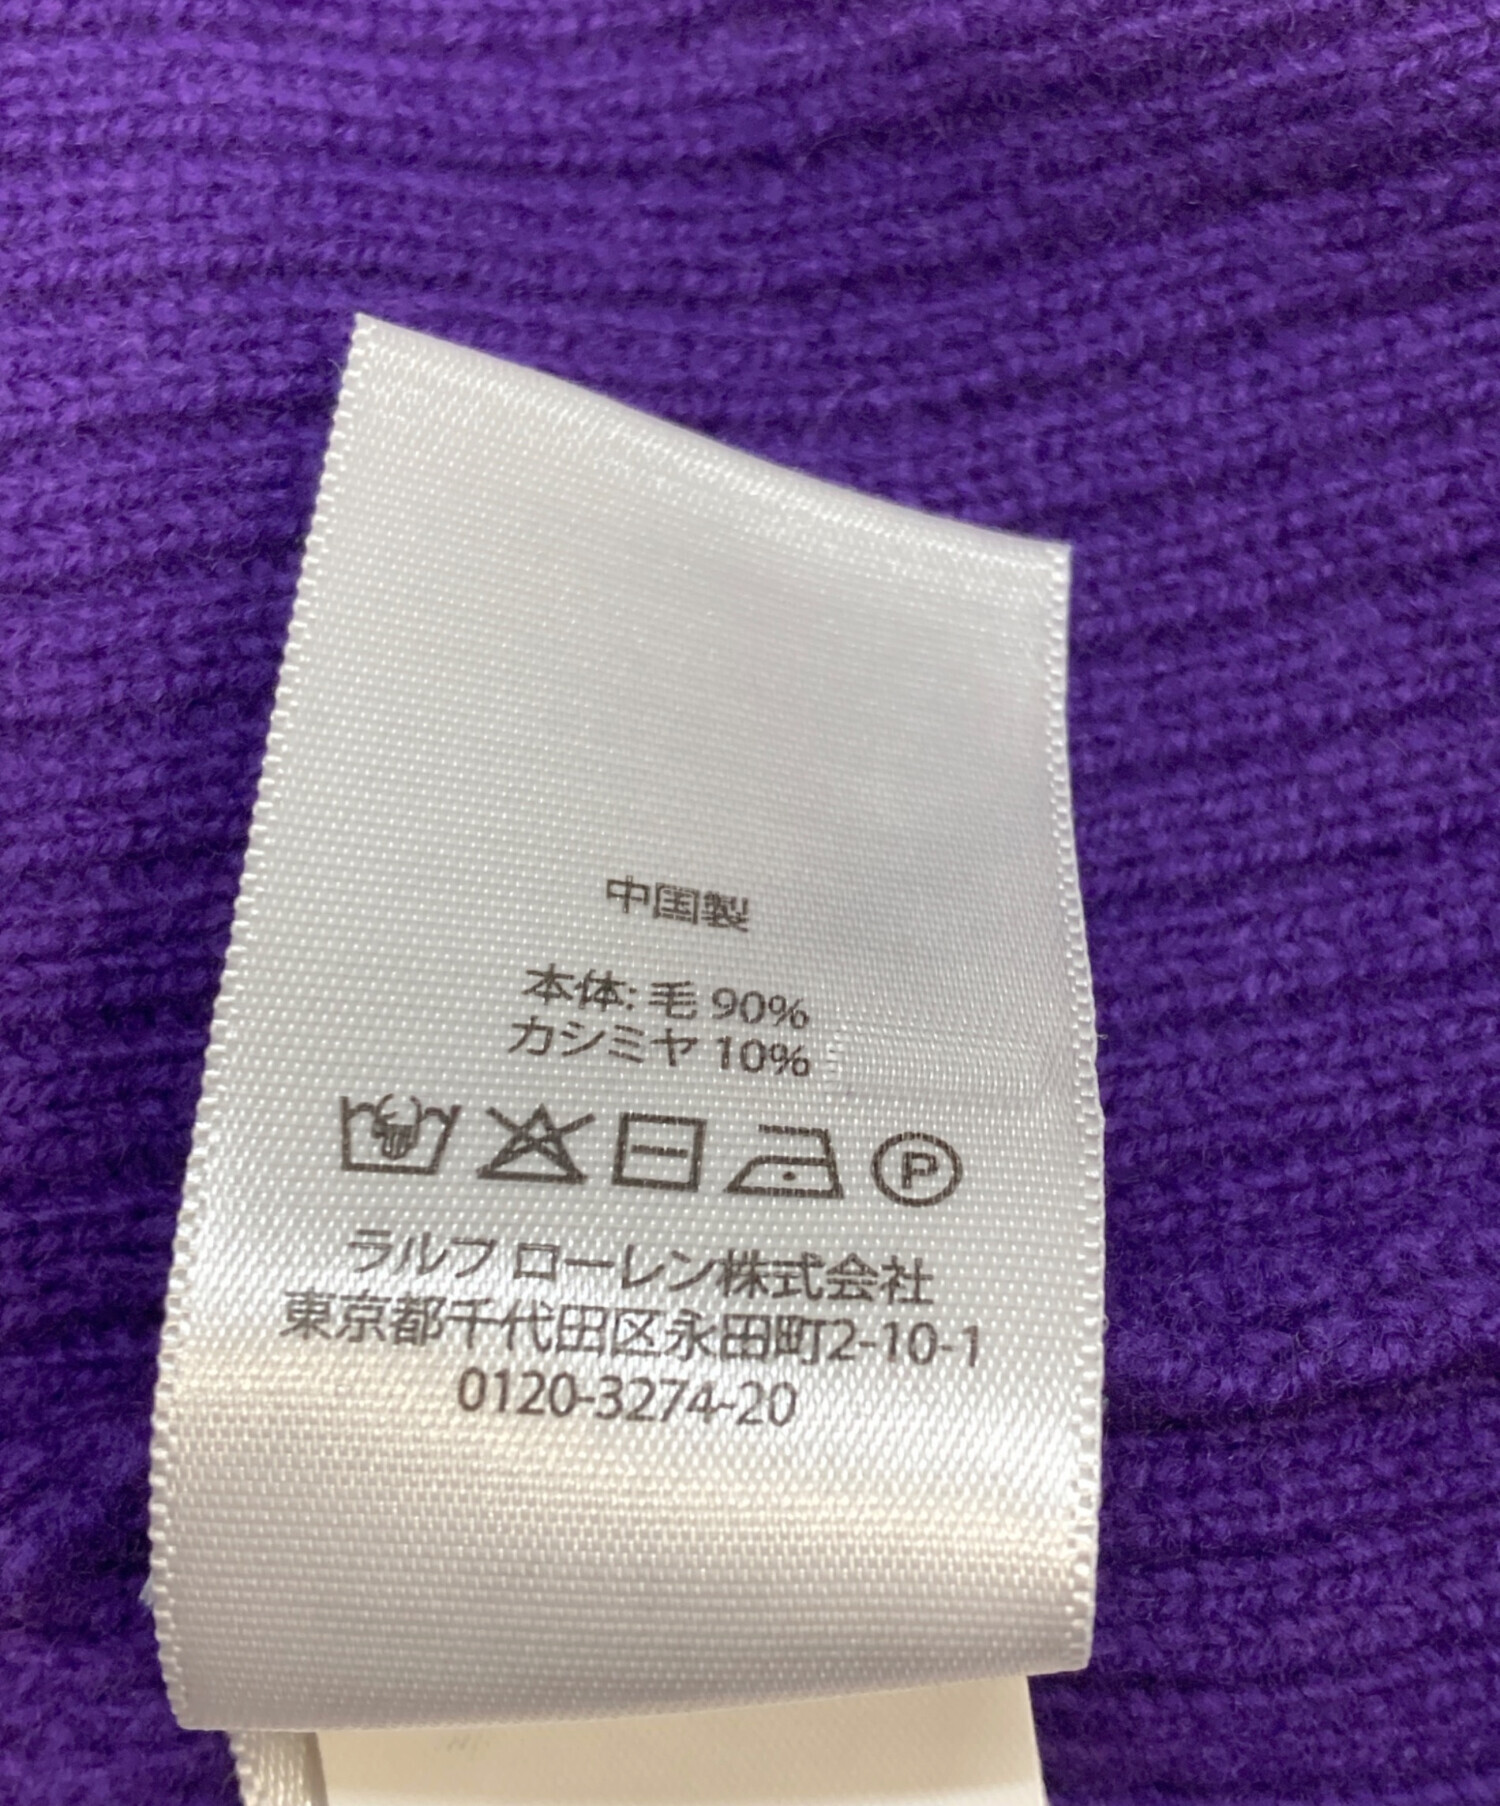 中国製
本体: 毛 90%
カシミヤ 10%
P
ラルフ ローレン株式会社
東京都千代田区永田町2-10-1
0120-3274-20